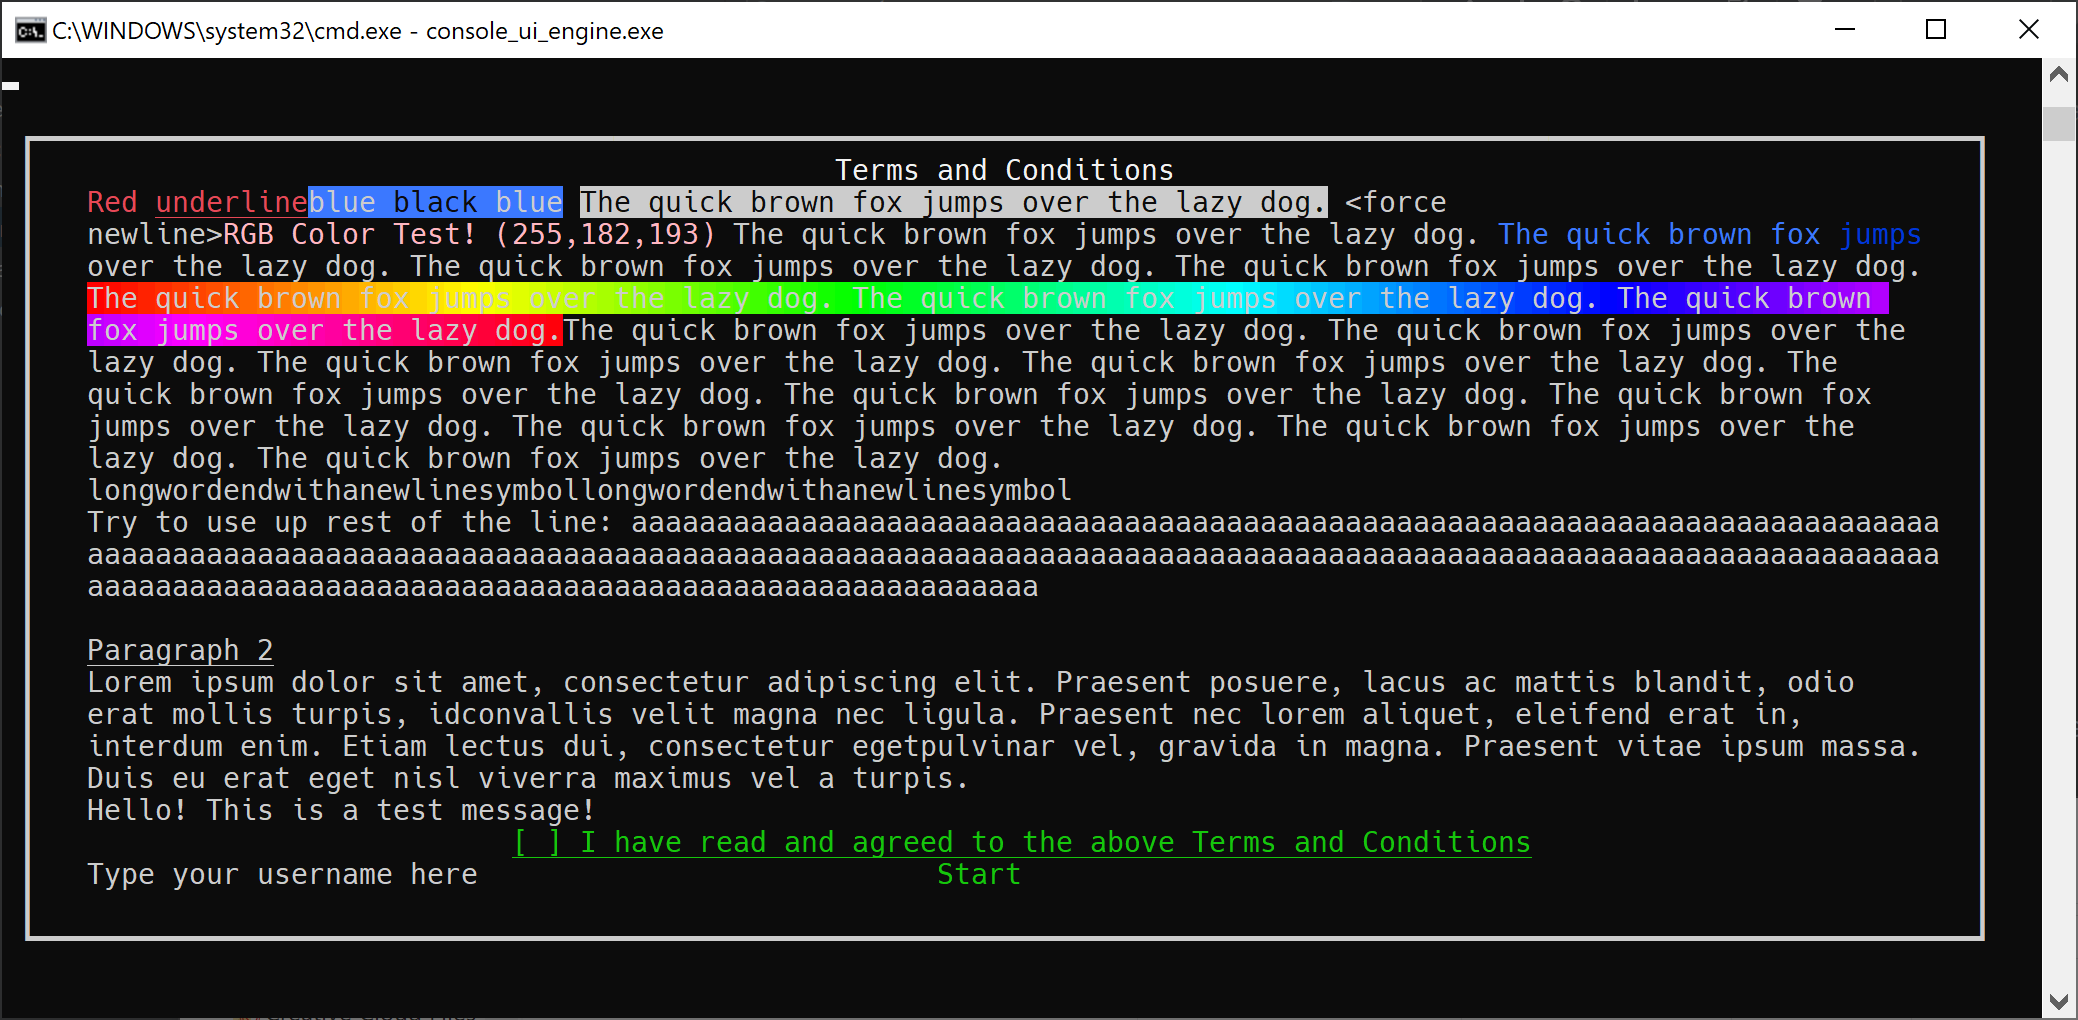 C:\WINDOWS\system32\cmd.exe - console_ui_engine.exe
Terms and Conditions
Red underlineblue black blue The quick brown fox jumps over the lazy dog. <force
newline>RGB Color Test! (255,182,193) The quick brown fox jumps over the lazy dog. The quick brown fox jumps
over the lazy dog. The quick brown fox jumps over the lazy dog. The quick brown fox jumps over the lazy dog.
The quick brown fox jumps over the lazy dog. The quick brown fox jumps over the lazy dog. The quick brown
fox jumps over the lazy dog.The quick brown fox jumps over the lazy dog. The quick brown fox jumps over the
lazy dog. The quick brown fox jumps over the lazy dog. The quick brown fox jumps over the lazy dog. The
quick brown fox jumps over the lazy dog. The quick brown fox jumps over the lazy dog. The quick brown fox
jumps over the lazy dog. The quick brown fox jumps over the lazy dog. The quick brown fox jumps over the
lazy dog. The quick brown fox jumps over the lazy dog.
longwordendwithanewlinesymbollongwordendwithanewlinesymbol
Try to use up rest of the line: aaaaaaaaaaaaaaaaaaaaaaaaaaaaaaaaaaaaaaaaaaaaaaaaaaaaaaaaaaaaaaaaaaaaaaaaaaaaa
aaaaaaaaaaaaaaaaaaaaaaaaaaaaaaaaaaaaaaaaaaaaaaaaaaaaaaaaaaaaaaaaaaaaaaaaaaaaaaaaaaaaaaaaaaaaaaaaaaaaaaaaaaaaa
aaaaaaaaaaaaaaaaaaaaaaaaaaaaaaaaaaaaaaaaaaaaaaaaaaaaaaaa
Paragraph 2
Lorem ipsum dolor sit amet, consectetur adipiscing elit. Praesent posuere, lacus ac mattis blandit, odio
erat mollis turpis, idconvallis velit magna nec ligula. Praesent nec lorem aliquet, eleifend erat in,
interdum enim. Etiam lectus dui, consectetur egetpulvinar vel, gravida in magna. Praesent vitae ipsum massa.
Duis eu erat eget nisl viverra maximus vel a turpis.
Hello! This is a test message!
[ ] I have read and agreed to the above Terms and Conditions
Type your username here Start